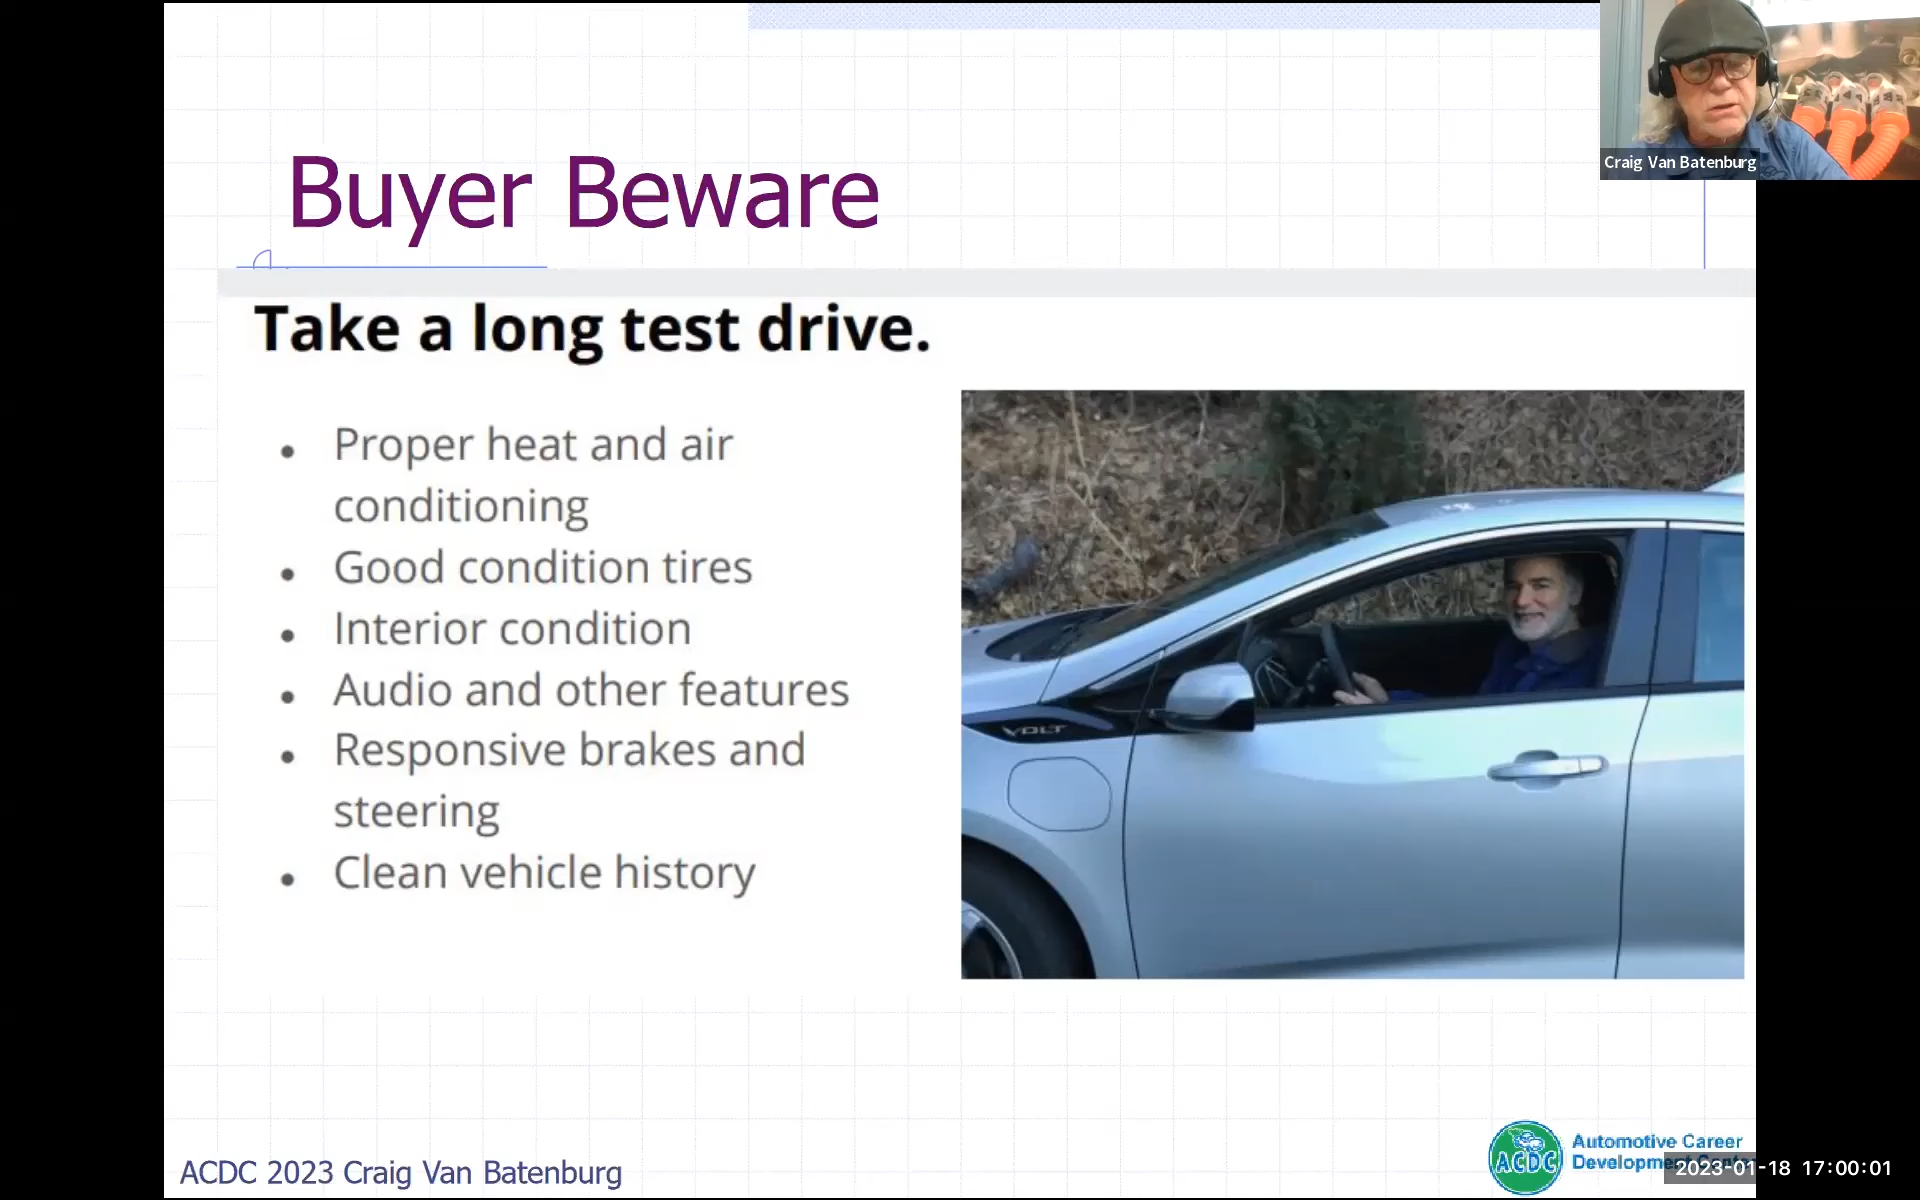 Craig Van Batenburg
Buyer Beware
Take a long test drive.
• Proper heat and air
conditioning
• Good condition tires
• Interior condition
• Audio and other features
• Responsive brakes and
steering
• Clean vehicle history
VOLT
ACDC 2023 Craig Van Batenburg
ACDC
Automotive Career
Development
2023-01-18 17:00:01